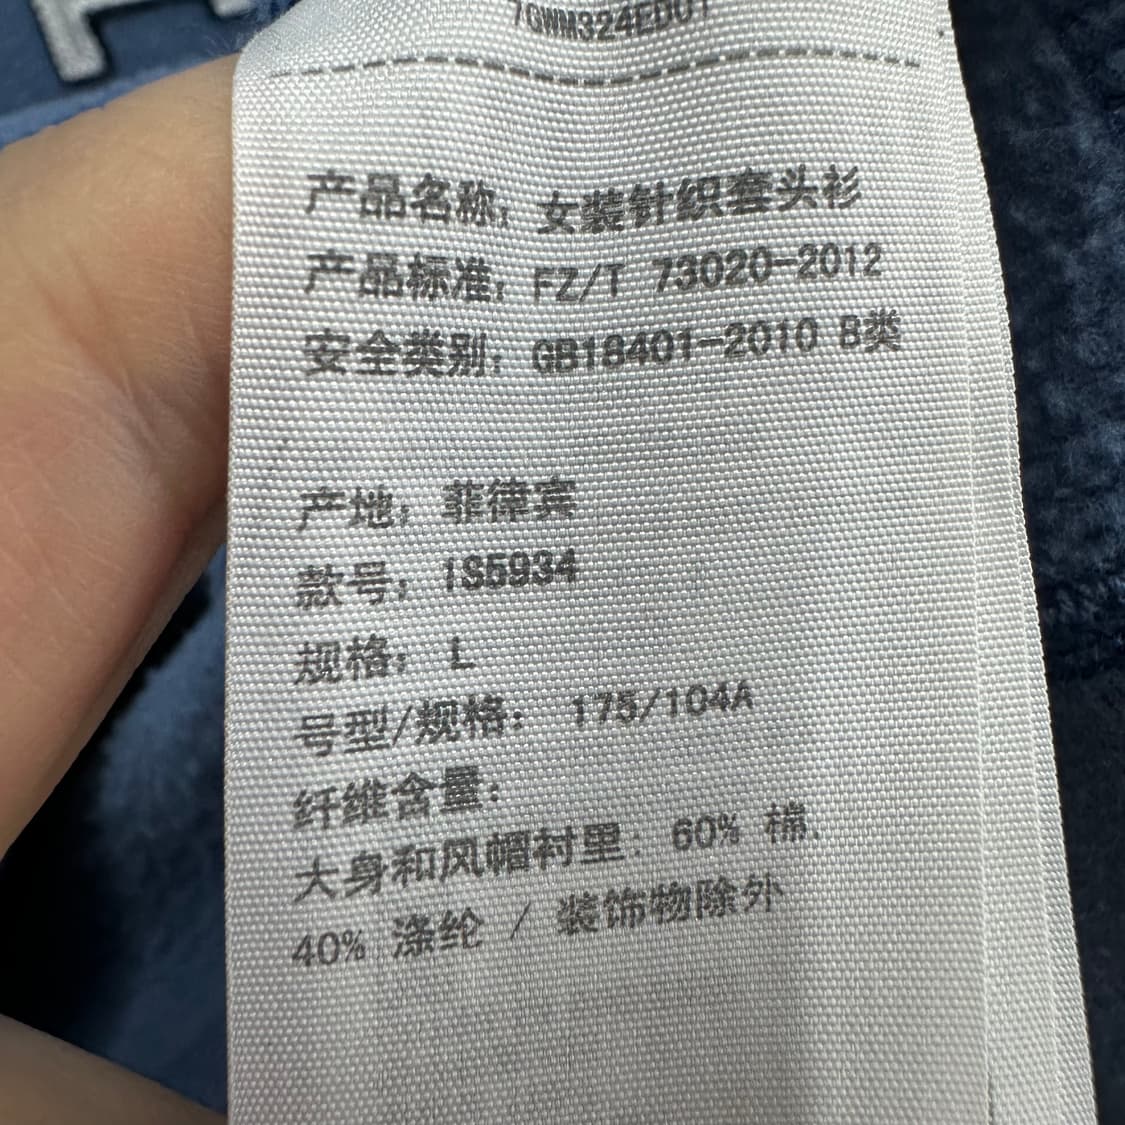 产品名称: 女装针织套头衫
产品标准: FZ/T 73020-2012
安全类别: GB18401-2010 B类
产地: 菲律宾
款号: IS5934
规格: L
号型/规格: 175/104A
纤维含量:
大身和风帽衬里: 60% 棉,
40% 涤纶 / 装饰物除外